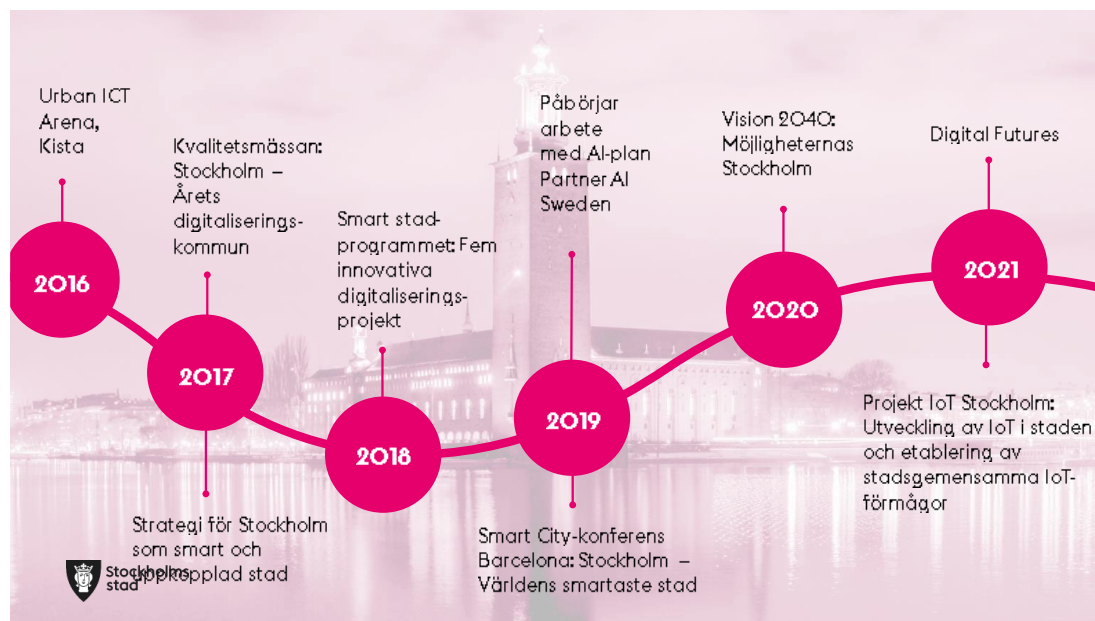 Urban ICT
Arena,
Kista
2016
Kvalitetsmässan:
Stockholm –
Årets
digitaliserings-
kommun
2017
Strategi för Stockholm
som smart och
uppkopplad stad
Smart stad-
programmet: Fem
innovativa
digitaliserings-
projekt
2018
Påbörjar
arbete
med AI-plan
Partner AI
Sweden
2019
Smart City-konferens
Barcelona: Stockholm –
Världens smartaste stad
Vision 2040:
Möjligheternas
Stockholm
2020
Digital Futures
2021
Projekt IoT Stockholm:
Utveckling av IoT i staden
och etablering av
stadsgemensamma IoT-
förmågor
Stockholms
stad